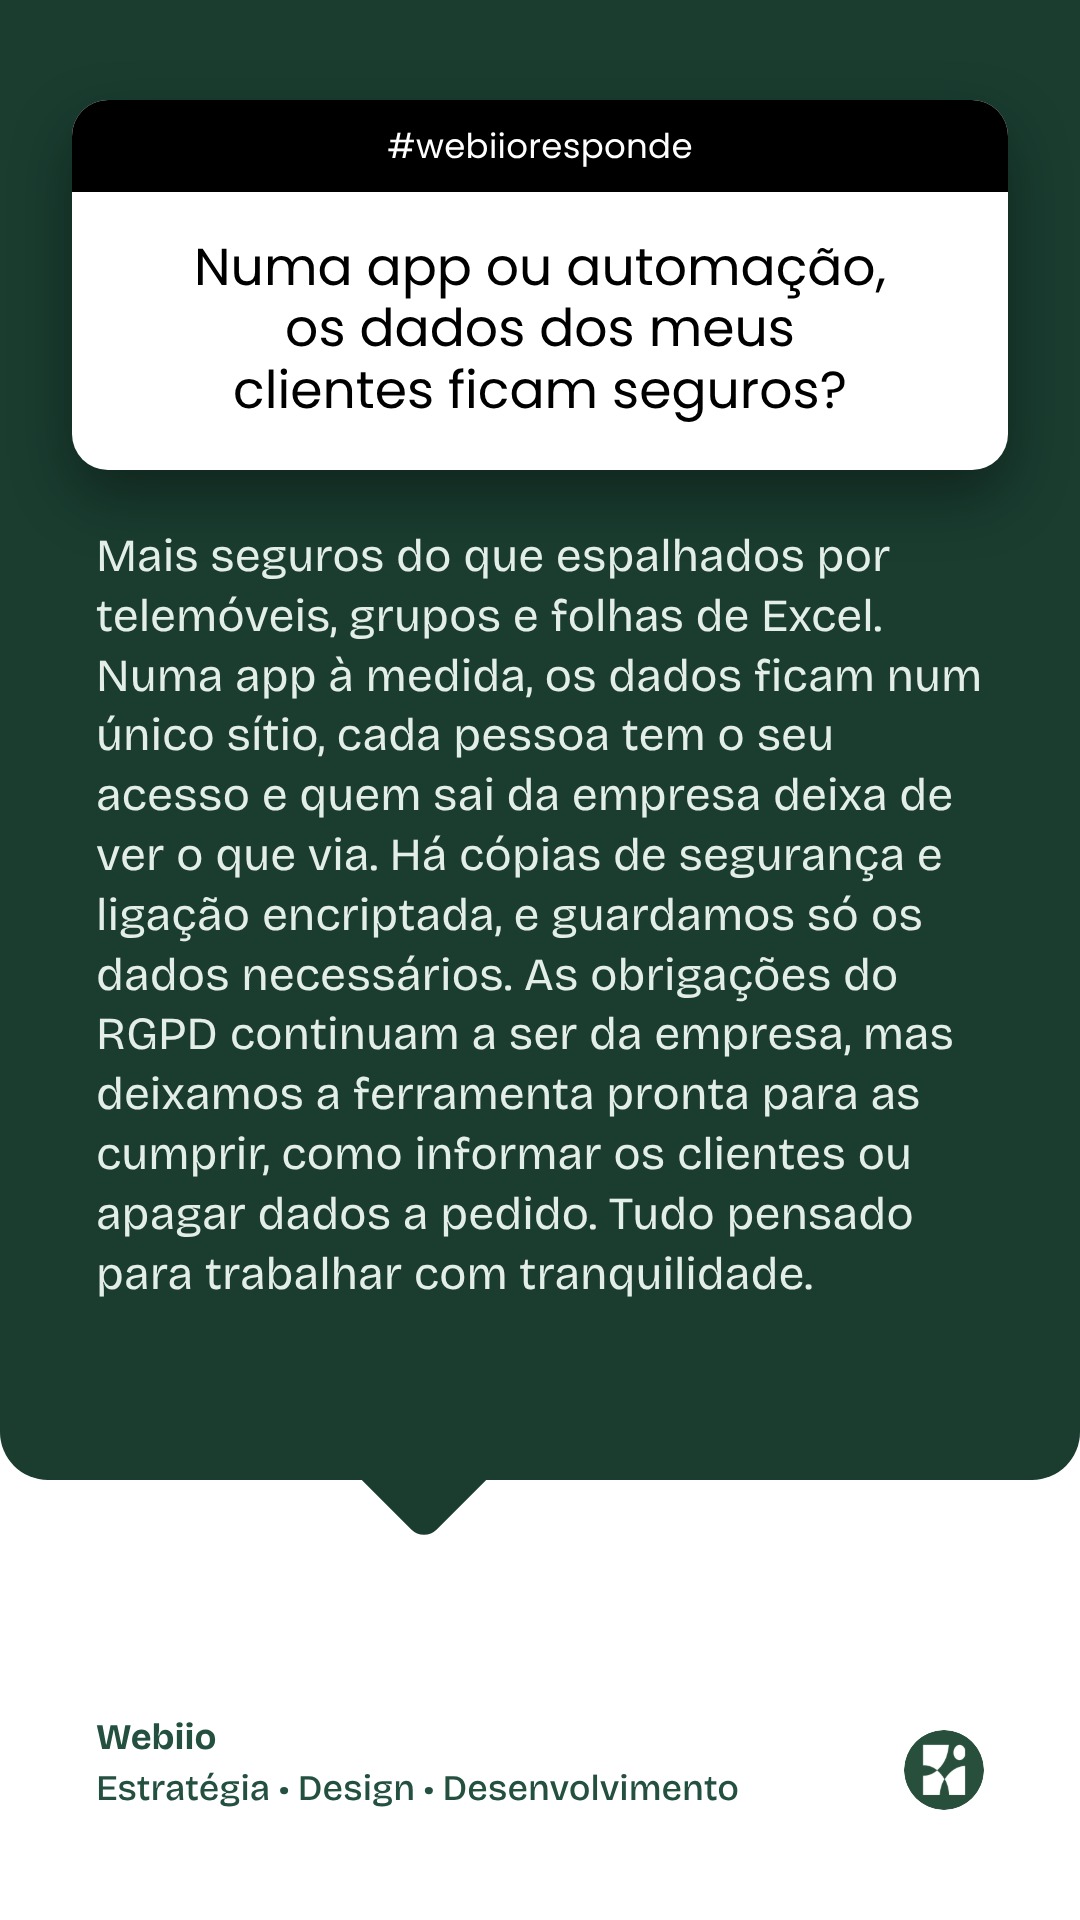 #webiioresponde
Numa app ou automação,
os dados dos meus
clientes ficam seguros?
Mais seguros do que espalhados por
telemóveis, grupos e folhas de Excel.
Numa app à medida, os dados ficam num
único sítio, cada pessoa tem o seu
acesso e quem sai da empresa deixa de
ver o que via. Há cópias de segurança e
ligação encriptada, e guardamos só os
dados necessários. As obrigações do
RGPD continuam a ser da empresa, mas
deixamos a ferramenta pronta para as
cumprir, como informar os clientes ou
apagar dados a pedido. Tudo pensado
para trabalhar com tranquilidade.
Webiio
Estratégia • Design • Desenvolvimento